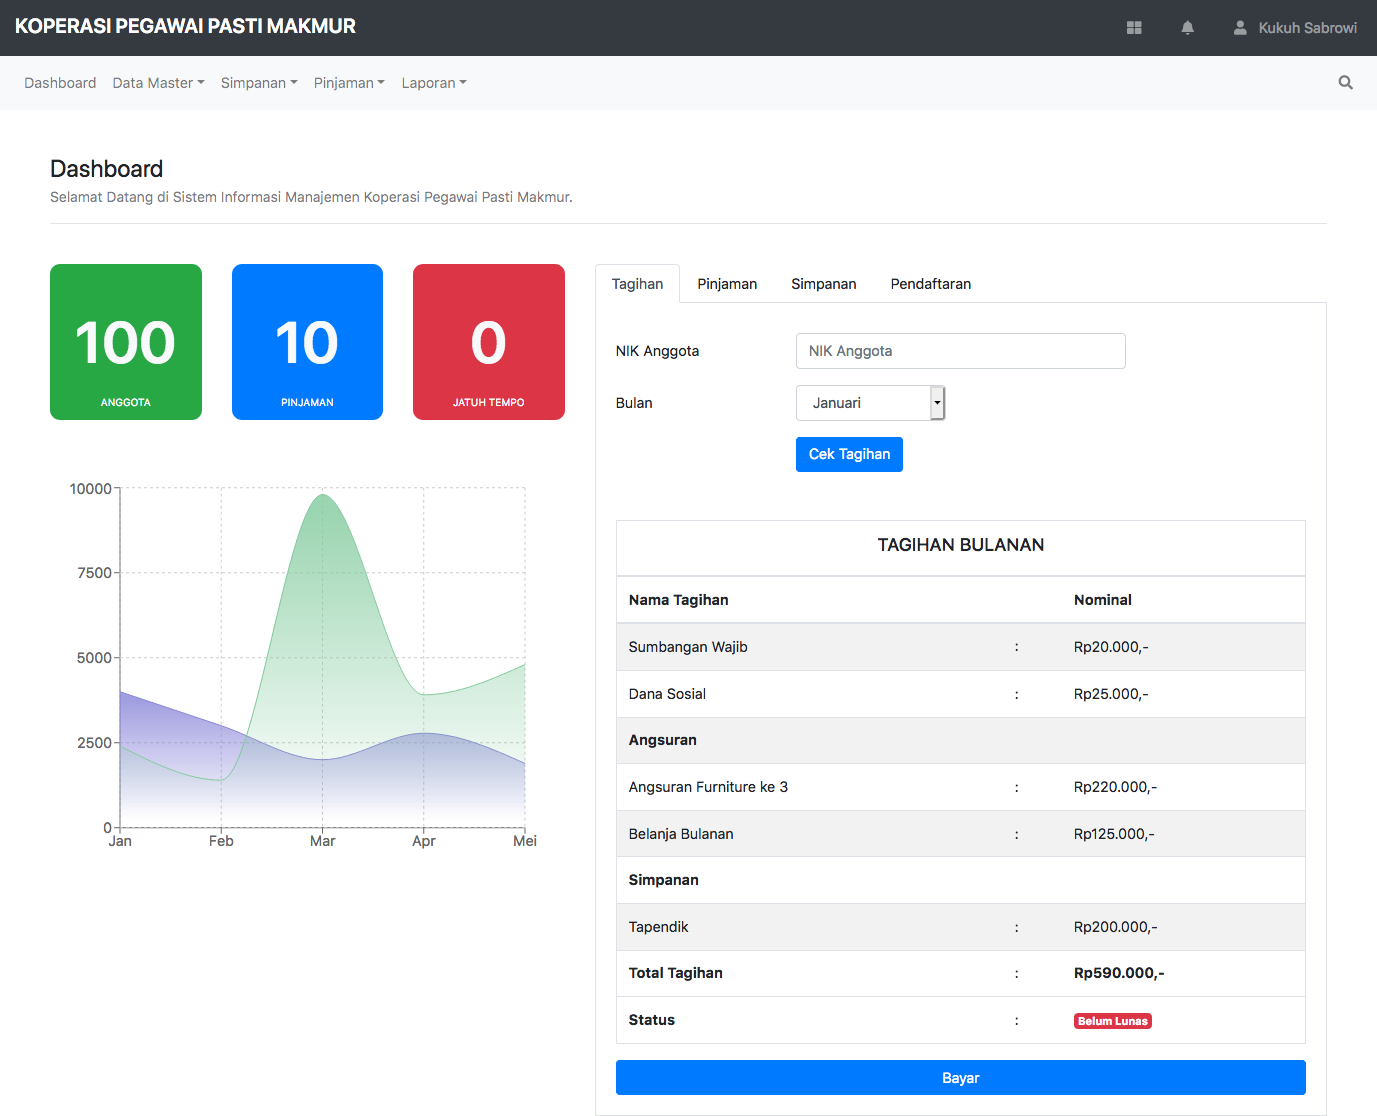 KOPERASI PEGAWAI PASTI MAKMUR
Kukuh Sabrowi
Dashboard Data Master Simpanan Pinjaman Laporan
Dashboard
Selamat Datang di Sistem Informasi Manajemen Koperasi Pegawai Pasti Makmur.
100
ANGGOTA
10
PINJAMAN
0
JATUH TEMPO
10000
7500
5000
2500
0
Jan Feb Mar Apr Mei
Tagihan Pinjaman Simpanan Pendaftaran
NIK Anggota NIK Anggota
Bulan Januari
Cek Tagihan
TAGIHAN BULANAN
Nama Tagihan Nominal
Sumbangan Wajib : Rp20.000,-
Dana Sosial : Rp25.000,-
Angsuran
Angsuran Furniture ke 3 : Rp220.000,-
Belanja Bulanan : Rp125.000,-
Simpanan
Tapendik : Rp200.000,-
Total Tagihan : Rp590.000,-
Status : Belum Lunas
Bayar